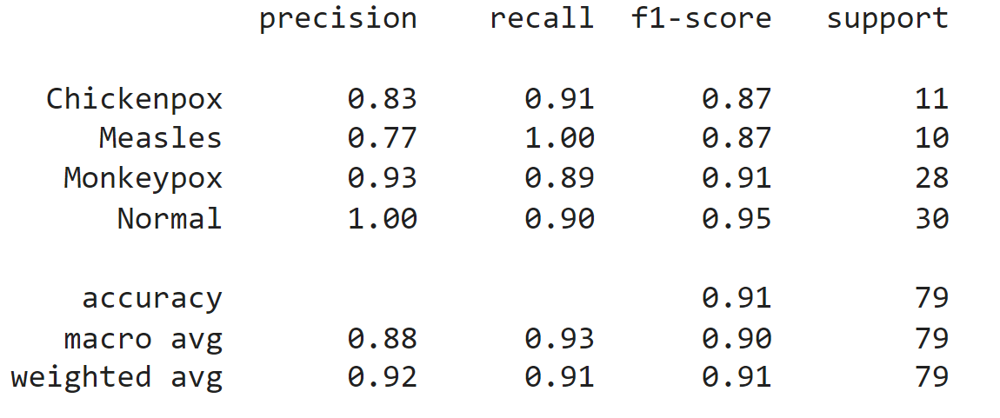 precision recall f1-score support
Chickenpox 0.83 0.91 0.87 11
Measles 0.77 1.00 0.87 10
Monkeypox 0.93 0.89 0.91 28
Normal 1.00 0.90 0.95 30
accuracy 0.91 79
macro avg 0.88 0.93 0.90 79
weighted avg 0.92 0.91 0.91 79